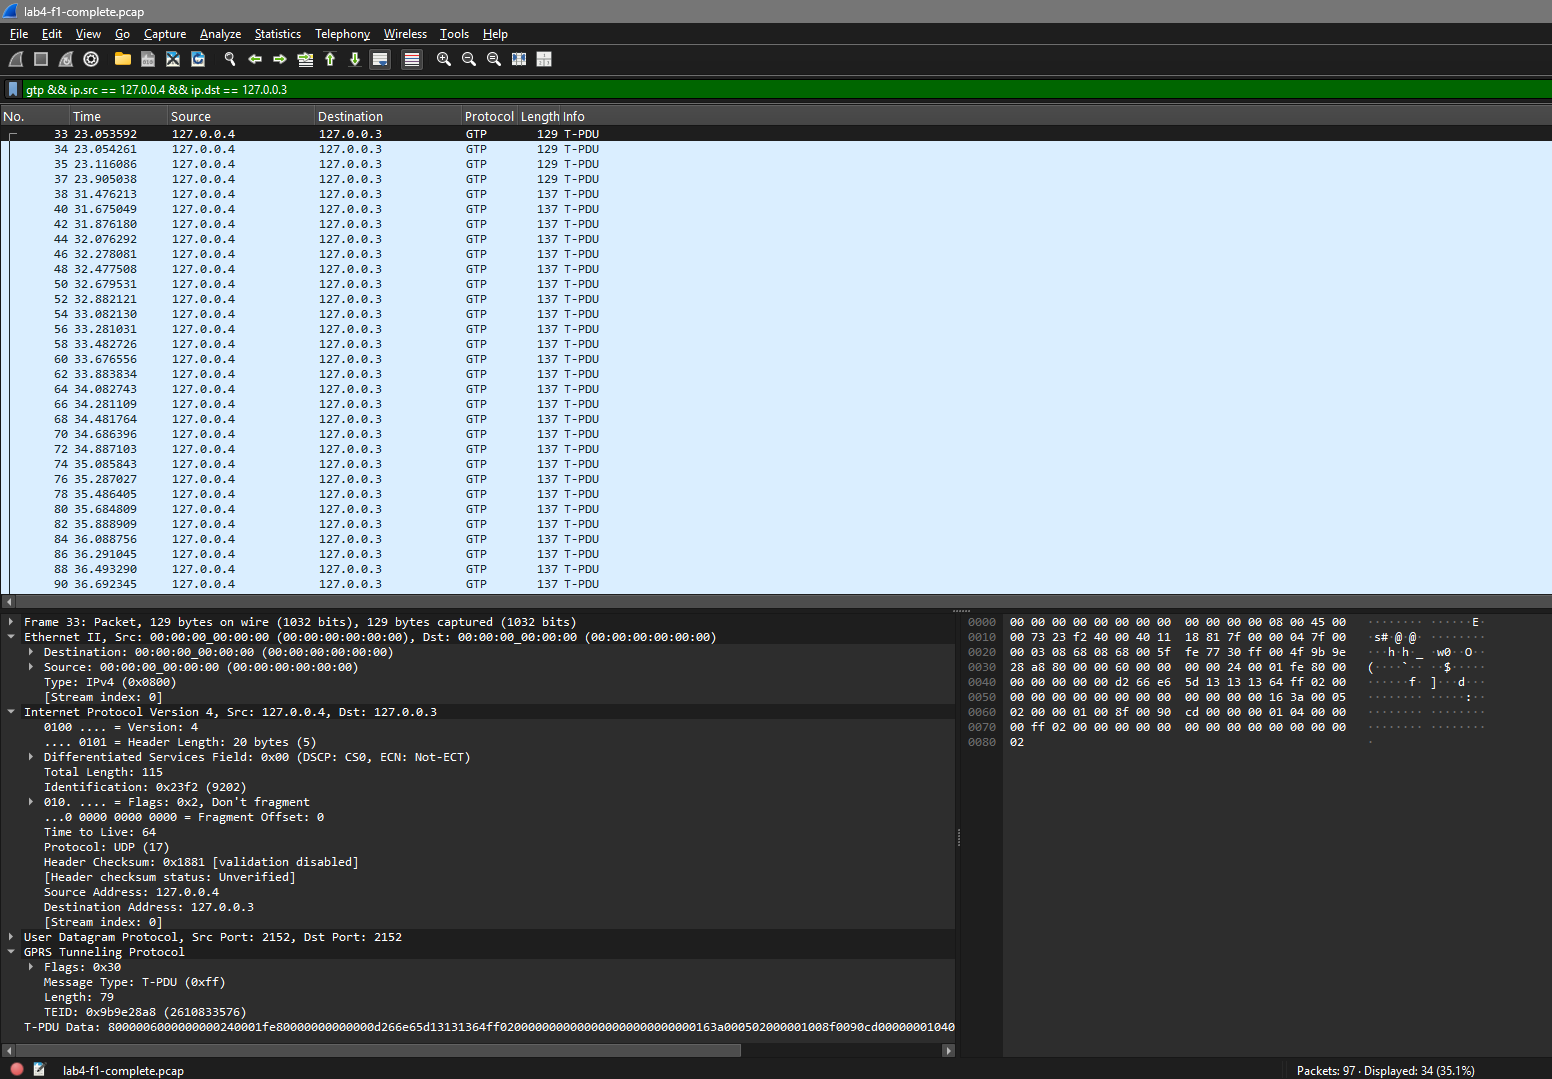 lab4-f1-complete.pcap
File Edit View Go Capture Analyze Statistics Telephony Wireless Tools Help
gtp && ip.src == 127.0.0.4 && ip.dst == 127.0.0.3
No. Time Source Destination Protocol Length Info
33 23.053592 127.0.0.4 127.0.0.3 GTP 129 T-PDU
34 23.054261 127.0.0.4 127.0.0.3 GTP 129 T-PDU
35 23.116086 127.0.0.4 127.0.0.3 GTP 129 T-PDU
37 23.905038 127.0.0.4 127.0.0.3 GTP 129 T-PDU
38 31.476213 127.0.0.4 127.0.0.3 GTP 137 T-PDU
40 31.675049 127.0.0.4 127.0.0.3 GTP 137 T-PDU
42 31.876180 127.0.0.4 127.0.0.3 GTP 137 T-PDU
44 32.076292 127.0.0.4 127.0.0.3 GTP 137 T-PDU
46 32.278081 127.0.0.4 127.0.0.3 GTP 137 T-PDU
48 32.477508 127.0.0.4 127.0.0.3 GTP 137 T-PDU
50 32.679531 127.0.0.4 127.0.0.3 GTP 137 T-PDU
52 32.882121 127.0.0.4 127.0.0.3 GTP 137 T-PDU
54 33.082130 127.0.0.4 127.0.0.3 GTP 137 T-PDU
56 33.281031 127.0.0.4 127.0.0.3 GTP 137 T-PDU
58 33.482726 127.0.0.4 127.0.0.3 GTP 137 T-PDU
60 33.676556 127.0.0.4 127.0.0.3 GTP 137 T-PDU
62 33.883834 127.0.0.4 127.0.0.3 GTP 137 T-PDU
64 34.082743 127.0.0.4 127.0.0.3 GTP 137 T-PDU
66 34.281109 127.0.0.4 127.0.0.3 GTP 137 T-PDU
68 34.481764 127.0.0.4 127.0.0.3 GTP 137 T-PDU
70 34.686396 127.0.0.4 127.0.0.3 GTP 137 T-PDU
72 34.887103 127.0.0.4 127.0.0.3 GTP 137 T-PDU
74 35.085843 127.0.0.4 127.0.0.3 GTP 137 T-PDU
76 35.287027 127.0.0.4 127.0.0.3 GTP 137 T-PDU
78 35.486405 127.0.0.4 127.0.0.3 GTP 137 T-PDU
80 35.684809 127.0.0.4 127.0.0.3 GTP 137 T-PDU
82 35.888909 127.0.0.4 127.0.0.3 GTP 137 T-PDU
84 36.088756 127.0.0.4 127.0.0.3 GTP 137 T-PDU
86 36.291045 127.0.0.4 127.0.0.3 GTP 137 T-PDU
88 36.493290 127.0.0.4 127.0.0.3 GTP 137 T-PDU
90 36.692345 127.0.0.4 127.0.0.3 GTP 137 T-PDU
Frame 33: Packet, 129 bytes on wire (1032 bits), 129 bytes captured (1032 bits)
Ethernet II, Src: 00:00:00_00:00:00 (00:00:00:00:00:00), Dst: 00:00:00_00:00:00 (00:00:00:00:00:00)
Destination: 00:00:00_00:00:00 (00:00:00:00:00:00)
Source: 00:00:00_00:00:00 (00:00:00:00:00:00)
Type: IPv4 (0x0800)
[Stream index: 0]
Internet Protocol Version 4, Src: 127.0.0.4, Dst: 127.0.0.3
0100 .... = Version: 4
.... 0101 = Header Length: 20 bytes (5)
Differentiated Services Field: 0x00 (DSCP: CS0, ECN: Not-ECT)
Total Length: 115
Identification: 0x23f2 (9202)
010. .... = Flags: 0x2, Don't fragment
...0 0000 0000 0000 = Fragment Offset: 0
Time to Live: 64
Protocol: UDP (17)
Header Checksum: 0x1881 [validation disabled]
[Header checksum status: Unverified]
Source Address: 127.0.0.4
Destination Address: 127.0.0.3
[Stream index: 0]
User Datagram Protocol, Src Port: 2152, Dst Port: 2152
GPRS Tunneling Protocol
Flags: 0x30
Message Type: T-PDU (0xff)
Length: 79
TEID: 0x9b9e28a8 (2610833576)
T-PDU Data: 8000006000000000240001fe80000000000000d266e65d13131364ff0200000000000000000000000000163a000502000001008f0090cd00000001040
0000 00 00 00 00 00 00 00 00 00 00 00 00 08 00 45 00 ········ ······E·
0010 00 73 23 f2 40 00 40 11 18 81 7f 00 00 04 7f 00 ·s#·@·@· ········
0020 00 03 08 68 08 68 00 5f fe 77 30 ff 00 4f 9b 9e ···h·h·_ ·w0··O··
0030 28 a8 80 00 00 60 00 00 00 00 24 00 01 fe 80 00 (····`·· ··$·····
0040 00 00 00 00 00 d2 66 e6 5d 13 13 13 64 ff 02 00 ······f· ]···d···
0050 00 00 00 00 00 00 00 00 00 00 00 00 16 3a 00 05 ········ ·····:··
0060 02 00 00 01 00 8f 00 90 cd 00 00 00 01 04 00 00 ········ ········
0070 00 ff 02 00 00 00 00 00 00 00 00 00 00 00 00 00 ········ ········
0080 02 ·
lab4-f1-complete.pcap
Packets: 97 · Displayed: 34 (35.1%)